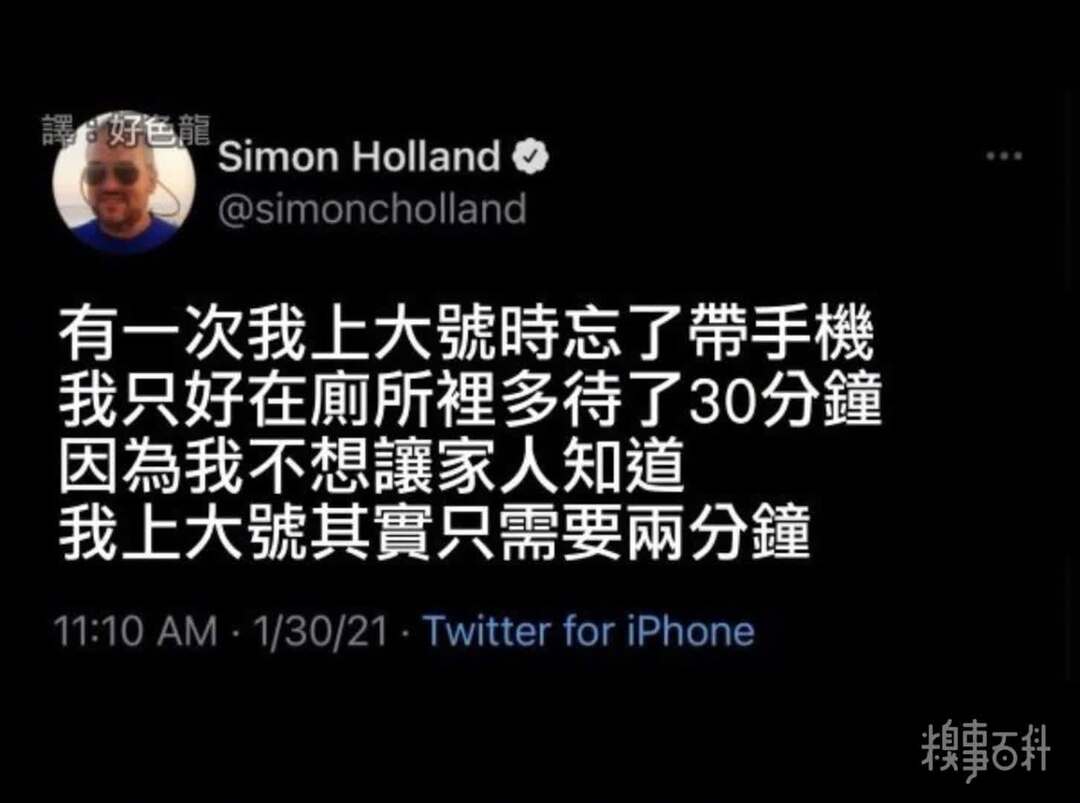 譯：好色龍
Simon Holland
@simoncholland
有一次我上大號時忘了帶手機
我只好在廁所裡多待了30分鐘
因為我不想讓家人知道
我上大號其實只需要兩分鐘
11:10 AM · 1/30/21 · Twitter for iPhone
糗事百科